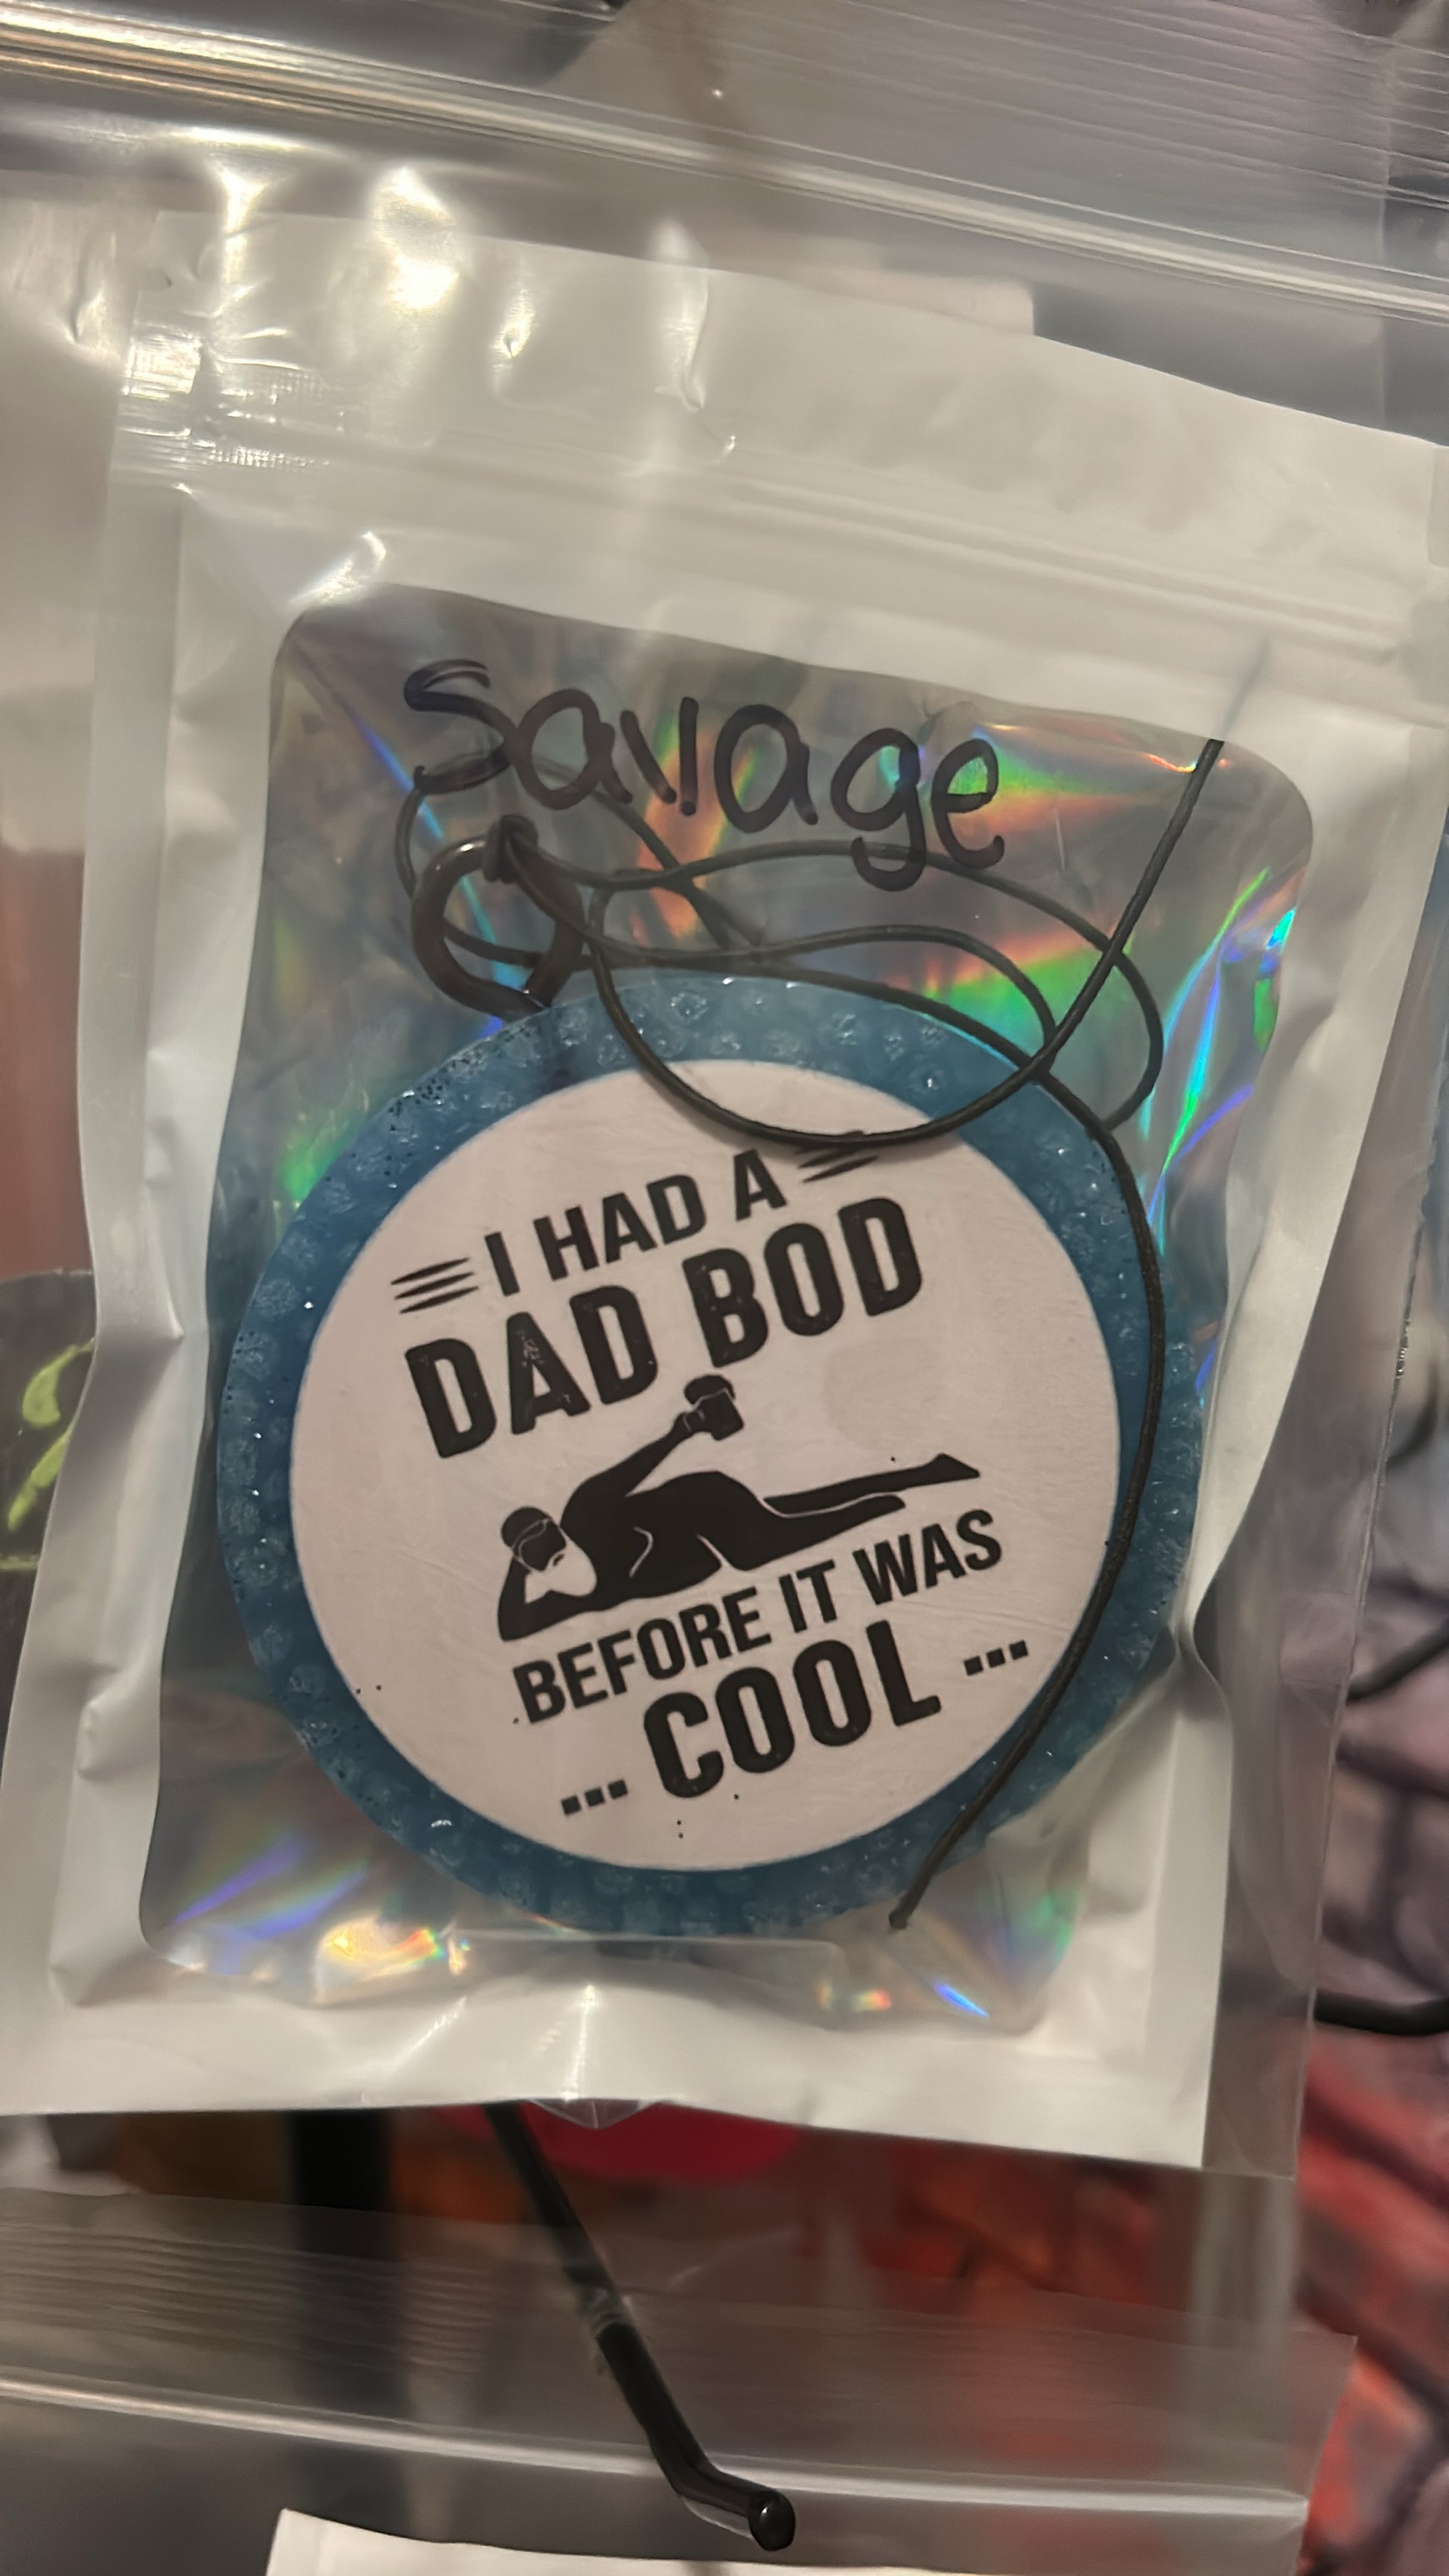 Savage
I HAD A
DAD BOD
BEFORE IT WAS
... COOL ...